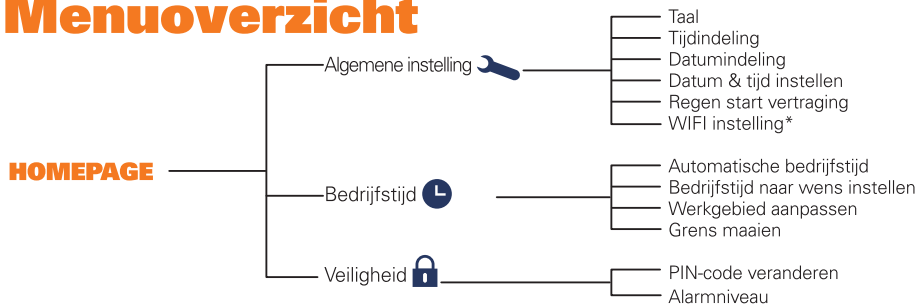 Menuoverzicht
HOMEPAGE
Algemene instelling
Taal
Tijdindeling
Datumindeling
Datum & tijd instellen
Regen start vertraging
WIFI instelling*
Bedrijfstijd
Automatische bedrijfstijd
Bedrijfstijd naar wens instellen
Werkgebied aanpassen
Grens maaien
Veiligheid
PIN-code veranderen
Alarmniveau